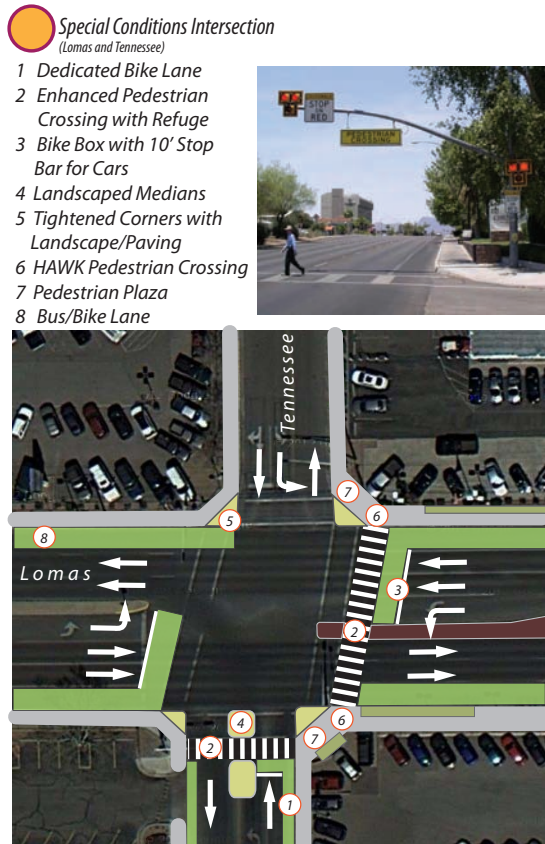 Special Conditions Intersection
(Lomas and Tennessee)
1 Dedicated Bike Lane
2 Enhanced Pedestrian
Crossing with Refuge
3 Bike Box with 10' Stop
Bar for Cars
4 Landscaped Medians
5 Tightened Corners with
Landscape/Paving
6 HAWK Pedestrian Crossing
7 Pedestrian Plaza
8 Bus/Bike Lane
STOP
ON
RED
PEDESTRIAN
CROSSING
Tennessee
7
6
5
8
Lomas
3
2
4
6
2
7
1